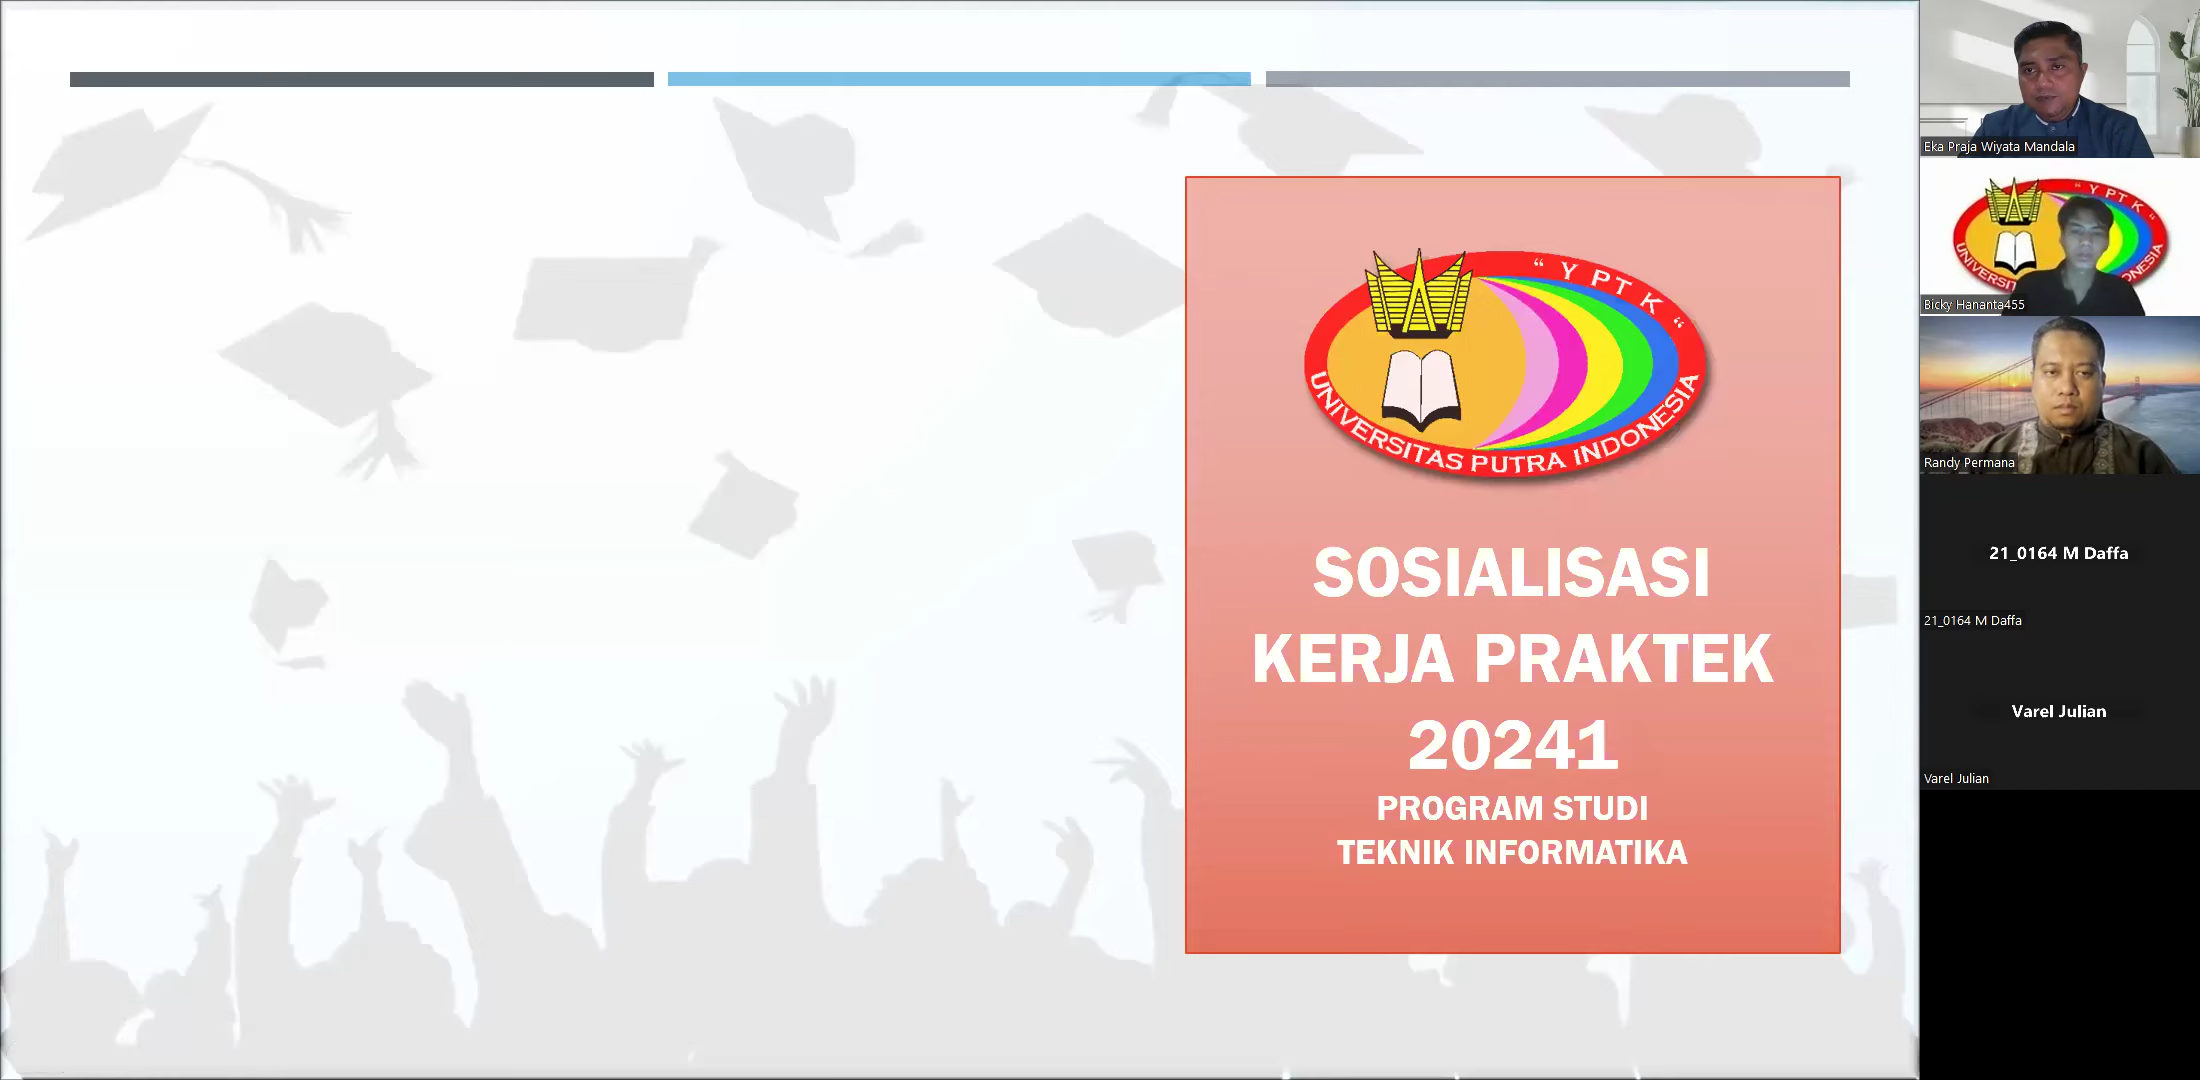 “ Y P T K “
UNIVERSITAS PUTRA INDONESIA
SOSIALISASI
KERJA PRAKTEK
20241
PROGRAM STUDI
TEKNIK INFORMATIKA
Eka Praja Wiyata Mandala
“ Y P T K “
Bicky Hananta455
Randy Permana
21_0164 M Daffa
21_0164 M Daffa
Varel Julian
Varel Julian